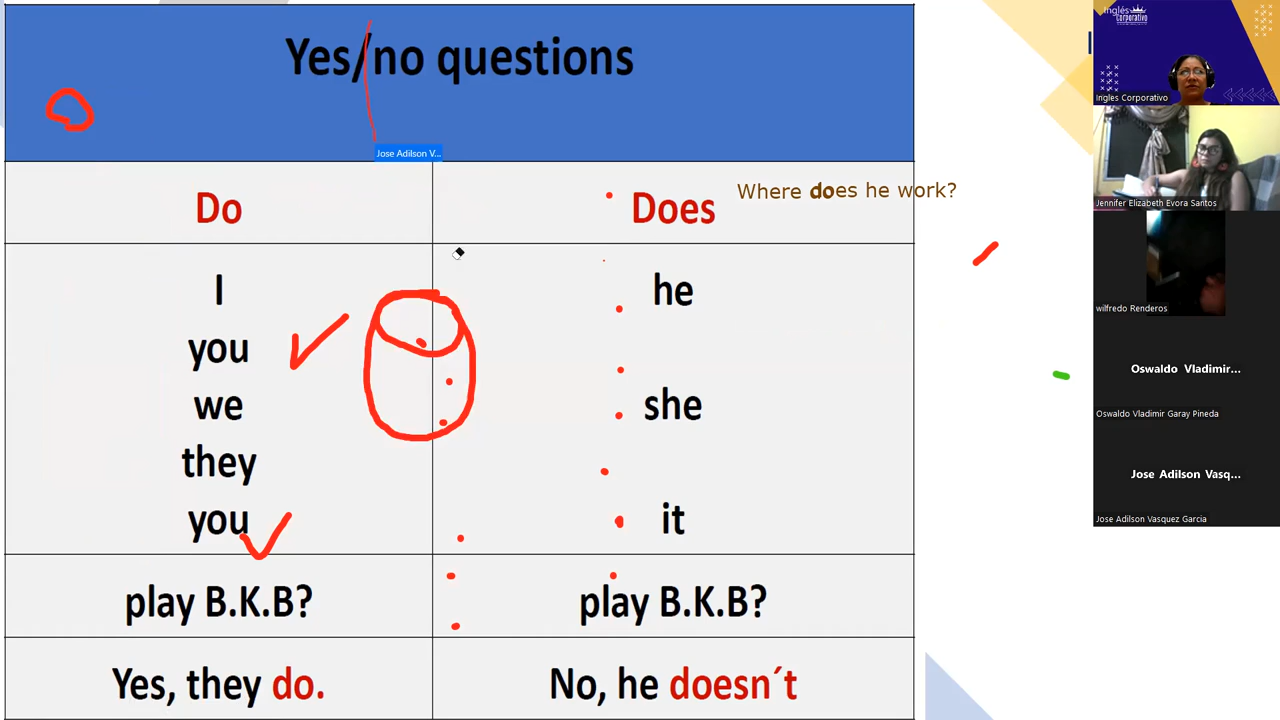 Yes/no questions
Jose Adilson V...
Do
Does
Where does he work?
I
he
you
we
she
they
you
it
play B.K.B?
play B.K.B?
Yes, they do.
No, he doesn´t
Inglés
Corporativo
Ingles Corporativo
Jennifer Elizabeth Evora Santos
wilfredo Renderos
Oswaldo Vladimir...
Oswaldo Vladimir Garay Pineda
Jose Adilson Vasq...
Jose Adilson Vasquez Garcia